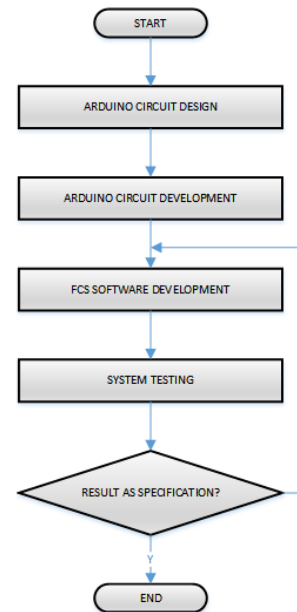 START
ARDUINO CIRCUIT DESIGN
ARDUINO CIRCUIT DEVELOPMENT
FCS SOFTWARE DEVELOPMENT
SYSTEM TESTING
RESULT AS SPECIFICATION?
Y
END